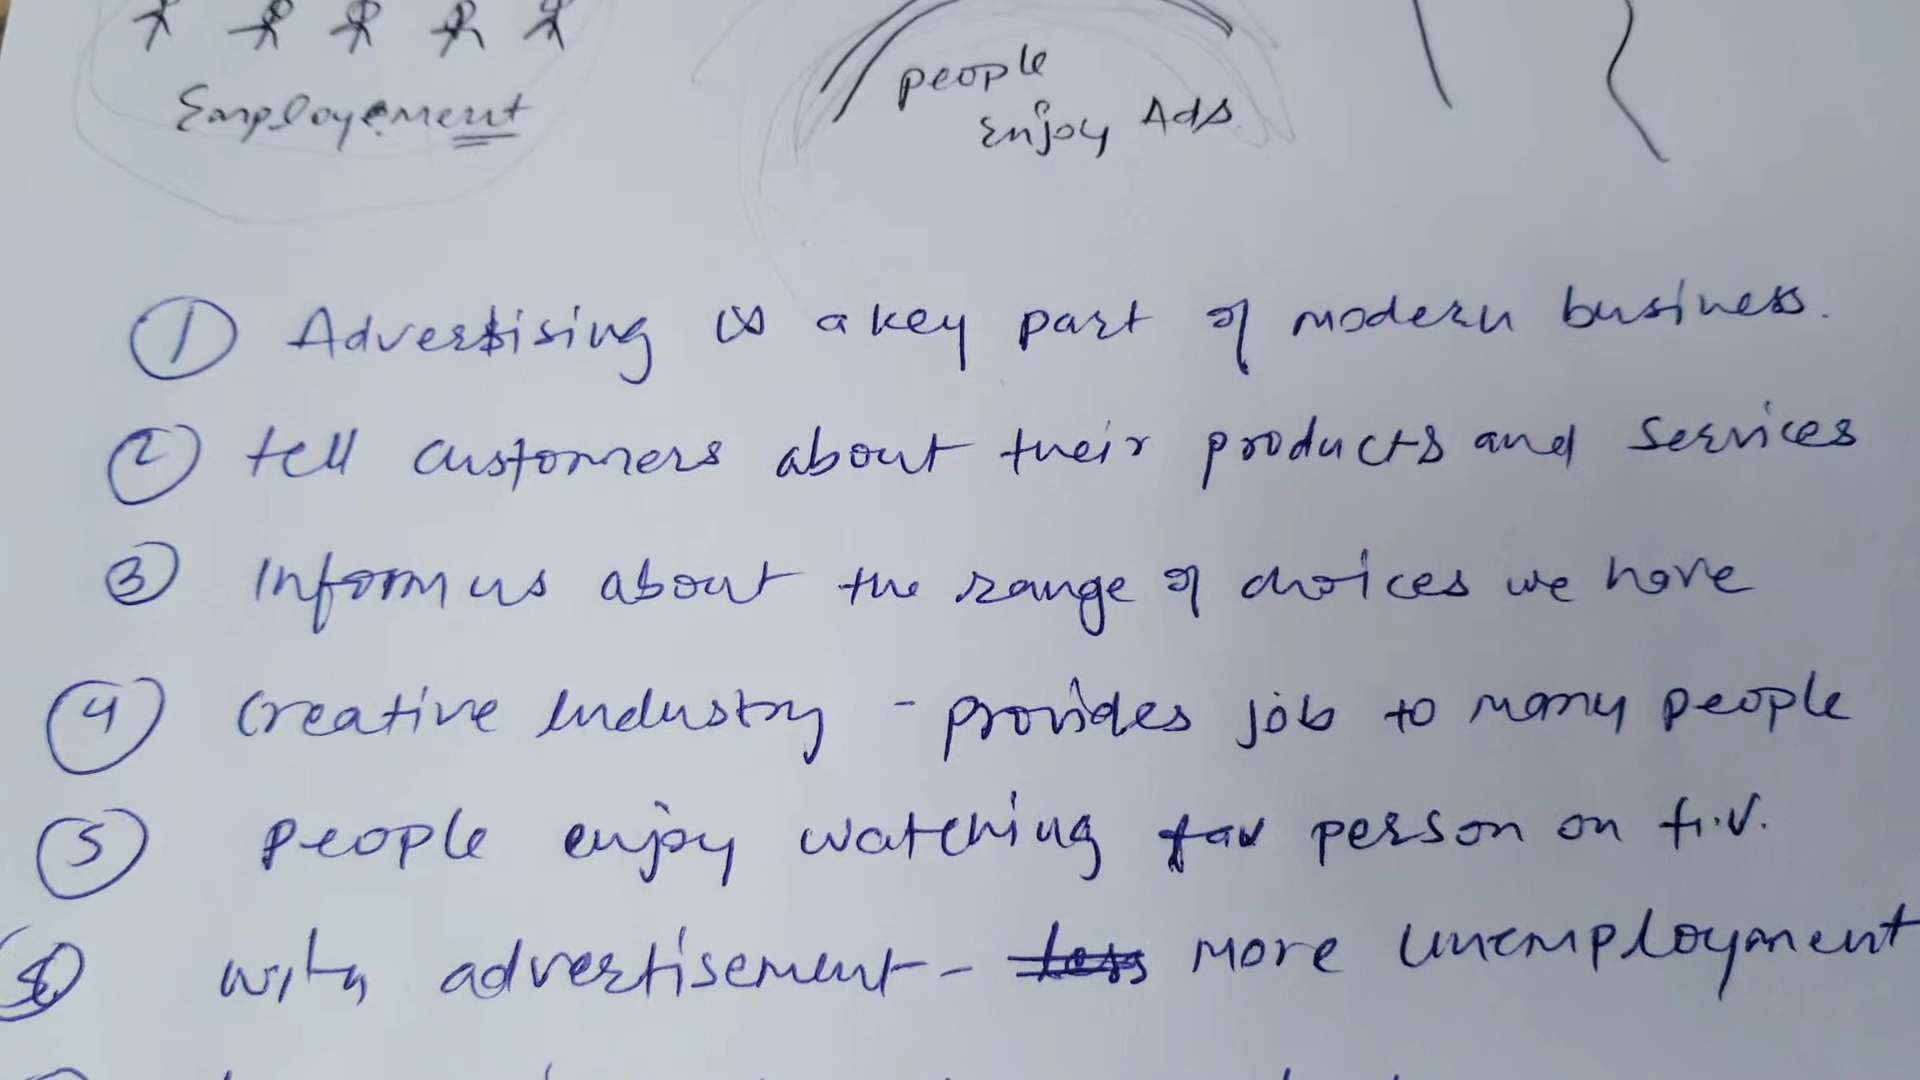 Employement
people
enjoy Ads
① Advertising is a key part of modern business.
② tell customers about their products and services
③ Inform us about the range of choices we have
④ Creative Industry - provides job to many people
⑤ People enjoy watching fav person on t.v.
with advertisement - less more unemployment